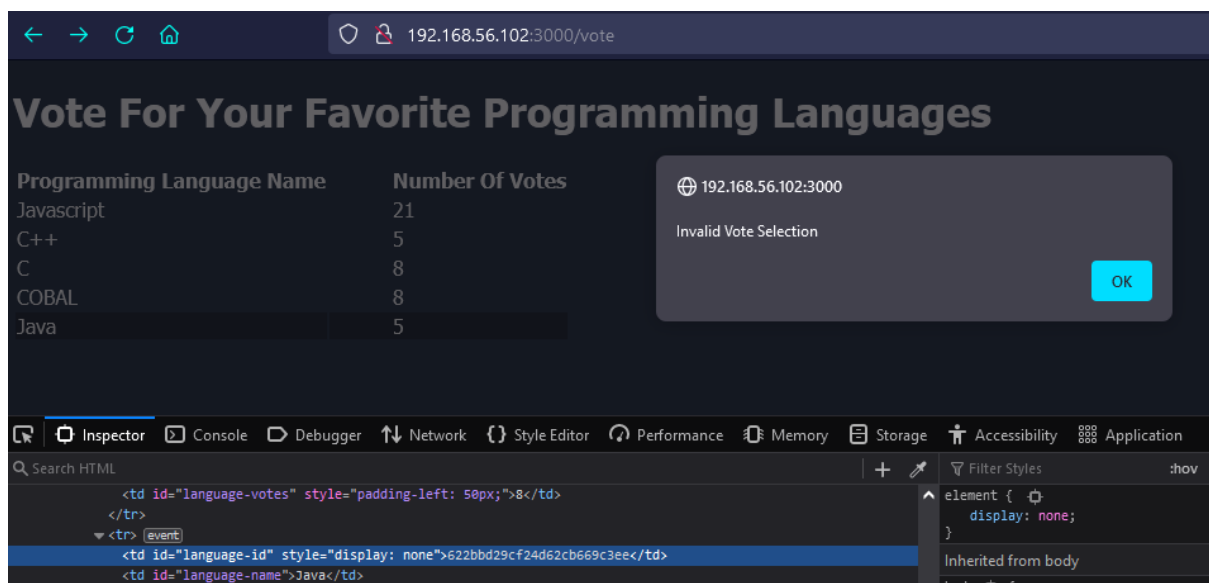 192.168.56.102:3000/vote
Vote For Your Favorite Programming Languages
Programming Language Name Number Of Votes
Javascript 21
C++ 5
C 8
COBAL 8
Java 5
192.168.56.102:3000
Invalid Vote Selection
OK
Inspector Console Debugger Network Style Editor Performance Memory Storage Accessibility Application
Search HTML
Filter Styles :hov
<td id="language-votes" style="padding-left: 50px;">8</td>
</tr>
<tr> event
<td id="language-id" style="display: none">622bbd29cf24d62cb669c3ee</td>
<td id="language-name">Java</td>
element {
display: none;
}
Inherited from body